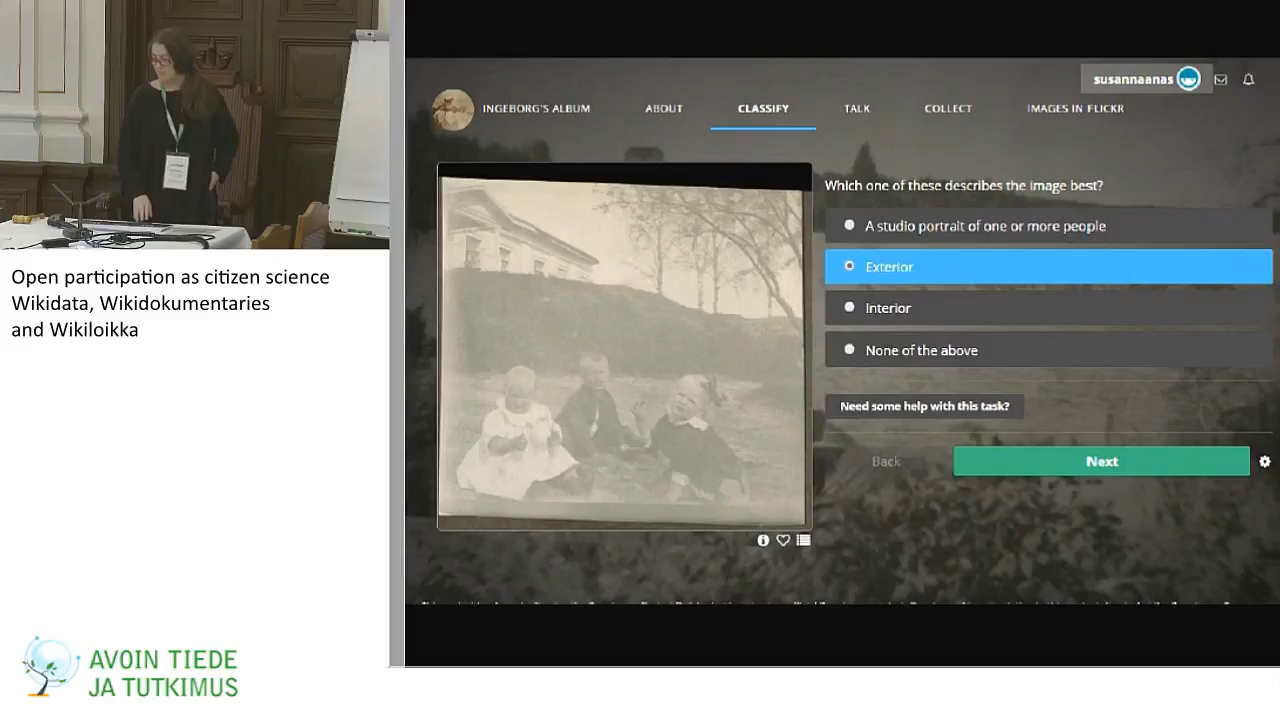 Open participation as citizen science
Wikidata, Wikidokumentaries
and Wikiloikka
AVOIN TIEDE
JA TUTKIMUS
susannaanas
INGEBORG'S ALBUM
ABOUT
CLASSIFY
TALK
COLLECT
IMAGES IN FLICKR
Which one of these describes the image best?
A studio portrait of one or more people
Exterior
Interior
None of the above
Need some help with this task?
Back
Next